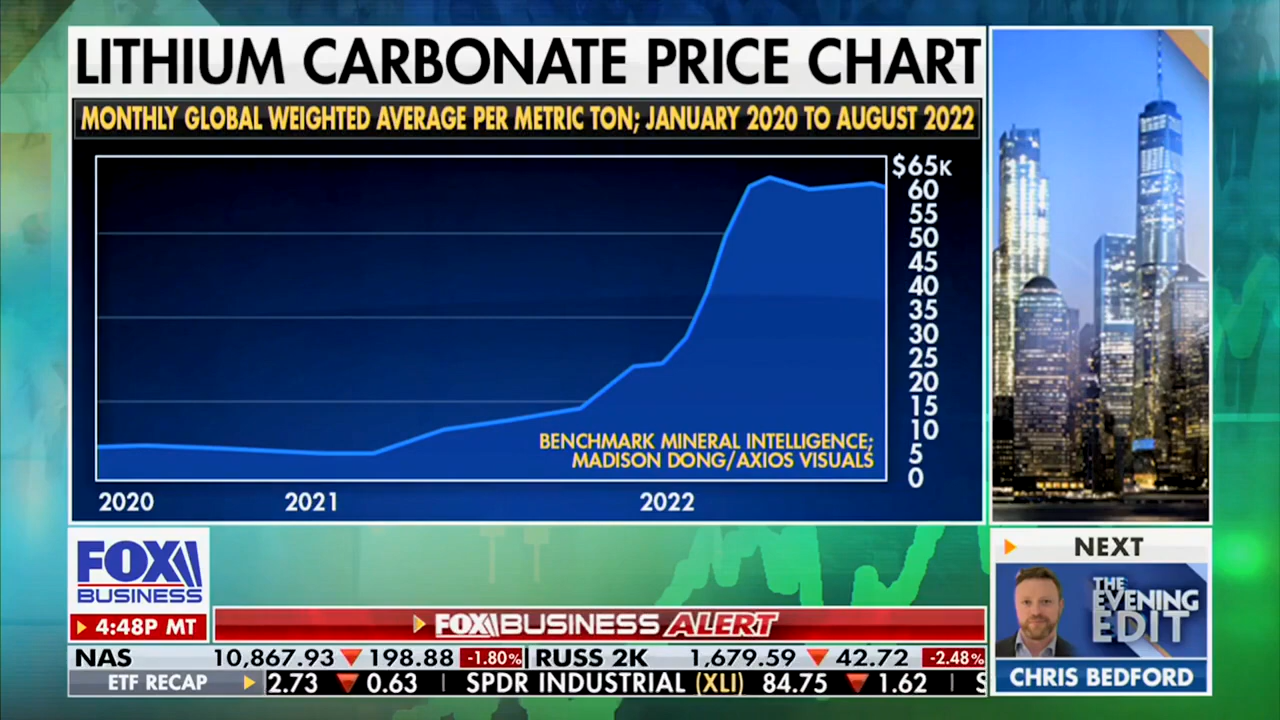 LITHIUM CARBONATE PRICE CHART
MONTHLY GLOBAL WEIGHTED AVERAGE PER METRIC TON; JANUARY 2020 TO AUGUST 2022
$65K
60
55
50
45
40
35
30
25
20
15
10
5
0
BENCHMARK MINERAL INTELLIGENCE;
MADISON DONG/AXIOS VISUALS
2020 2021 2022
FOX
BUSINESS
4:48P MT
FOX BUSINESS ALERT
NAS 10,867.93 ▼ 198.88 -1.80% RUSS 2K 1,679.59 ▼ 42.72 -2.48%
ETF RECAP 2.73 ▼ 0.63 | SPDR INDUSTRIAL (XLI) 84.75 ▼ 1.62 | S
NEXT
THE
EVENING
EDIT
CHRIS BEDFORD